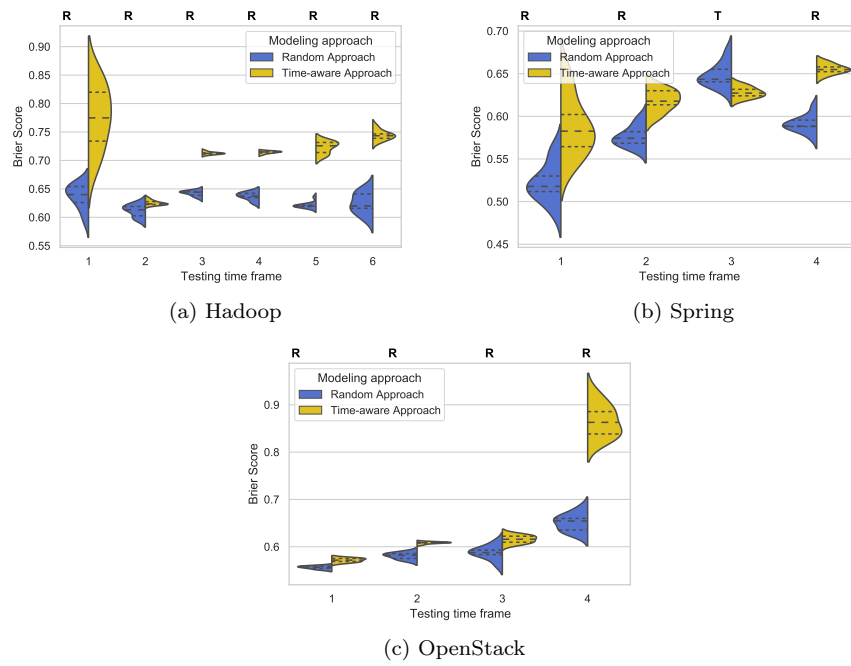 R R R R R R
Modeling approach
Random Approach
Time-aware Approach
Brier Score
0.90
0.85
0.80
0.75
0.70
0.65
0.60
0.55
1 2 3 4 5 6
Testing time frame
(a) Hadoop
R R T R
Modeling approach
Random Approach
Time-aware Approach
Brier Score
0.70
0.65
0.60
0.55
0.50
0.45
1 2 3 4
Testing time frame
(b) Spring
R R R R
Modeling approach
Random Approach
Time-aware Approach
Brier Score
0.9
0.8
0.7
0.6
1 2 3 4
Testing time frame
(c) OpenStack